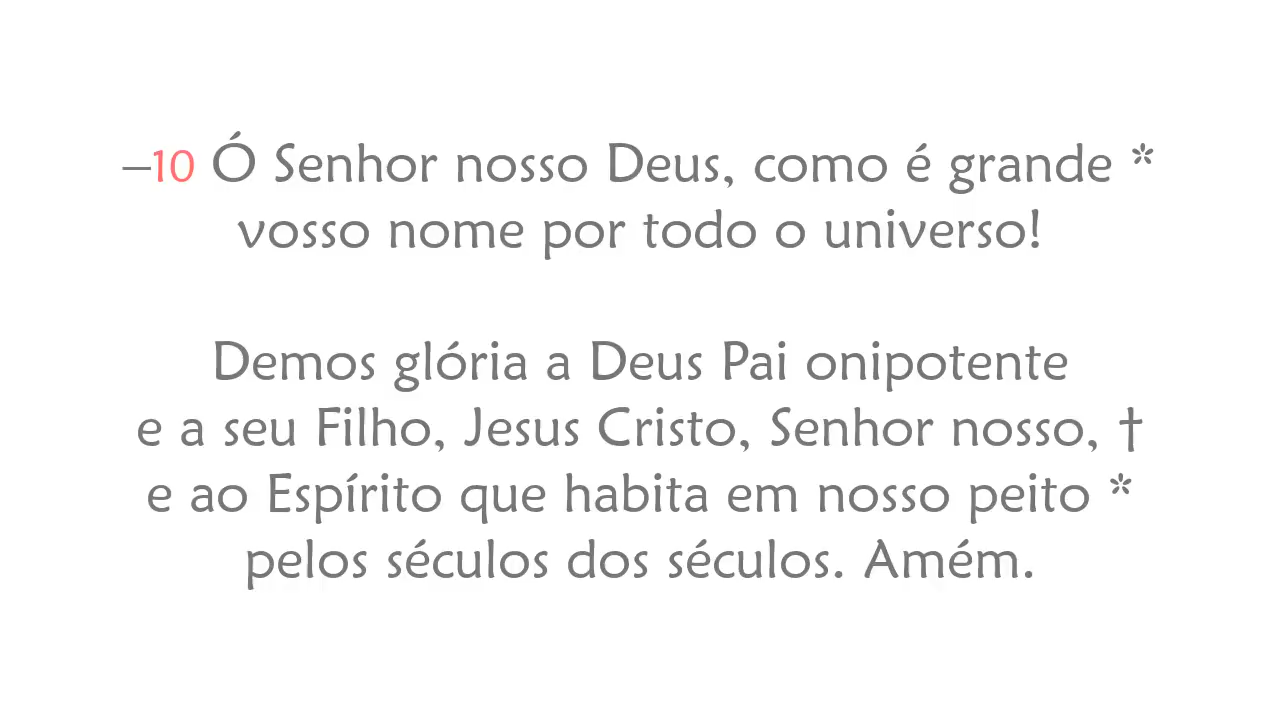 –10 Ó Senhor nosso Deus, como é grande *
vosso nome por todo o universo!
Demos glória a Deus Pai onipotente
e a seu Filho, Jesus Cristo, Senhor nosso, †
e ao Espírito que habita em nosso peito *
pelos séculos dos séculos. Amém.